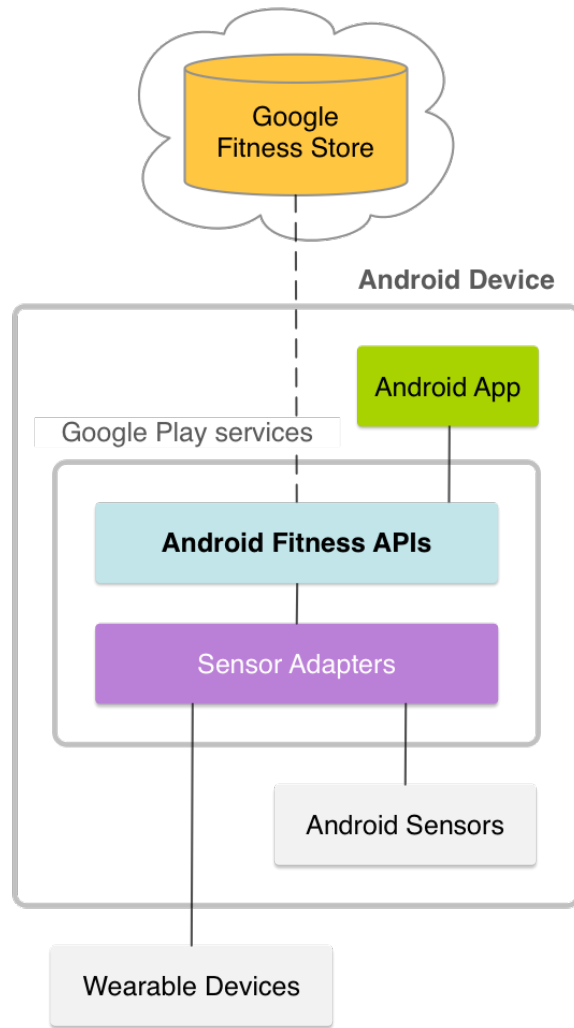 Google
Fitness Store
Android Device
Android App
Google Play services
Android Fitness APIs
Sensor Adapters
Android Sensors
Wearable Devices